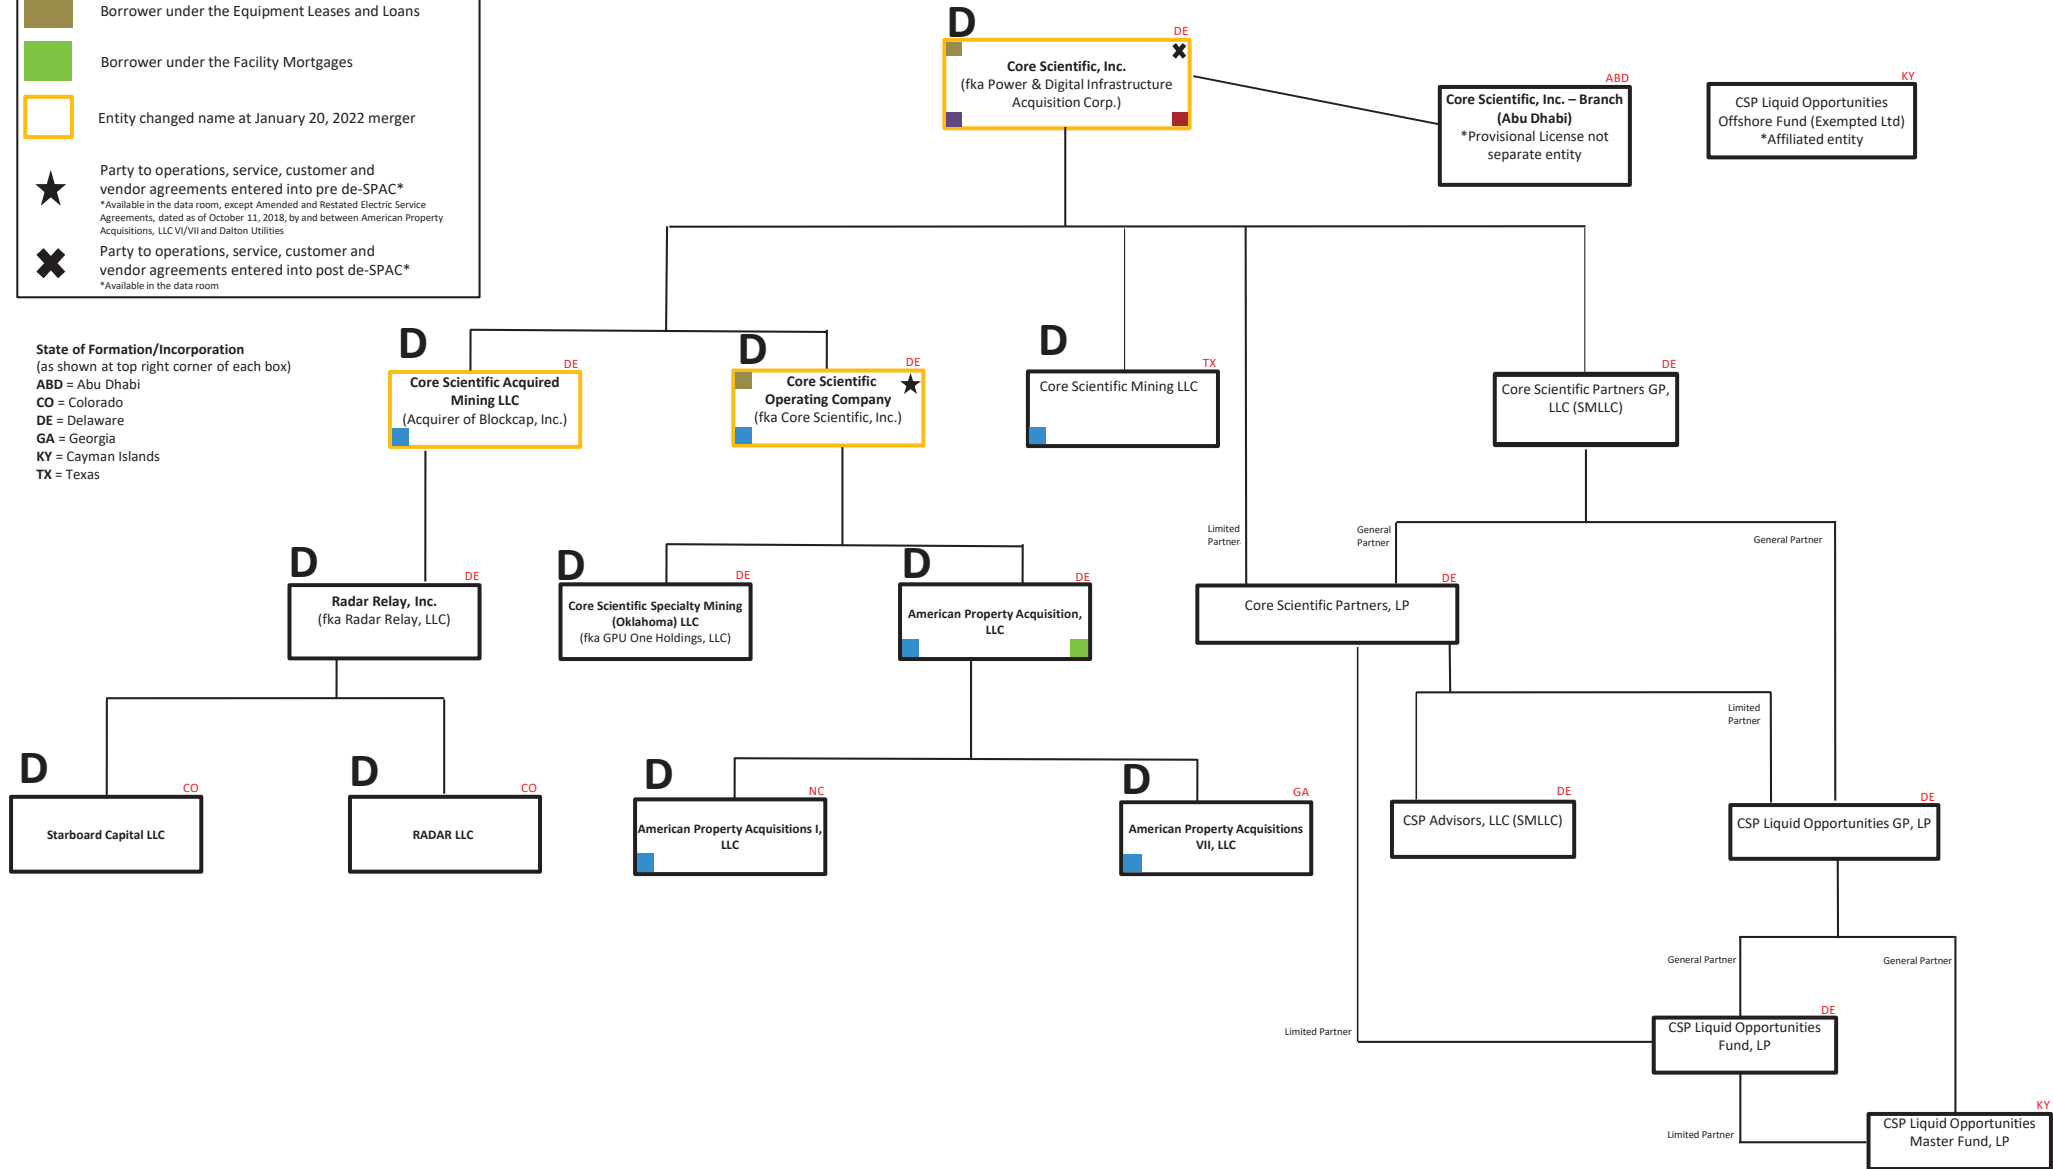 Borrower under the Equipment Leases and Loans
Borrower under the Facility Mortgages
Entity changed name at January 20, 2022 merger
Party to operations, service, customer and
vendor agreements entered into pre de-SPAC*
*Available in the data room, except Amended and Restated Electric Service
Agreements, dated as of October 11, 2018, by and between American Property
Acquisitions, LLC VI/VII and Dalton Utilities
Party to operations, service, customer and
vendor agreements entered into post de-SPAC*
*Available in the data room
State of Formation/Incorporation
(as shown at top right corner of each box)
ABD = Abu Dhabi
CO = Colorado
DE = Delaware
GA = Georgia
KY = Cayman Islands
TX = Texas
D
DE
Core Scientific, Inc.
(fka Power & Digital Infrastructure
Acquisition Corp.)
ABD
Core Scientific, Inc. – Branch
(Abu Dhabi)
*Provisional License not
separate entity
KY
CSP Liquid Opportunities
Offshore Fund (Exempted Ltd)
*Affiliated entity
D
DE
Core Scientific Acquired
Mining LLC
(Acquirer of Blockcap, Inc.)
D
DE
Core Scientific
Operating Company
(fka Core Scientific, Inc.)
D
TX
Core Scientific Mining LLC
DE
Core Scientific Partners GP,
LLC (SMLLC)
Limited
Partner
General
Partner
General Partner
D
DE
Radar Relay, Inc.
(fka Radar Relay, LLC)
D
DE
Core Scientific Specialty Mining
(Oklahoma) LLC
(fka GPU One Holdings, LLC)
D
DE
American Property Acquisition,
LLC
DE
Core Scientific Partners, LP
Limited
Partner
D
CO
Starboard Capital LLC
D
CO
RADAR LLC
D
NC
American Property Acquisitions I,
LLC
D
GA
American Property Acquisitions
VII, LLC
DE
CSP Advisors, LLC (SMLLC)
DE
CSP Liquid Opportunities GP, LP
General Partner
General Partner
Limited Partner
DE
CSP Liquid Opportunities
Fund, LP
Limited Partner
KY
CSP Liquid Opportunities
Master Fund, LP